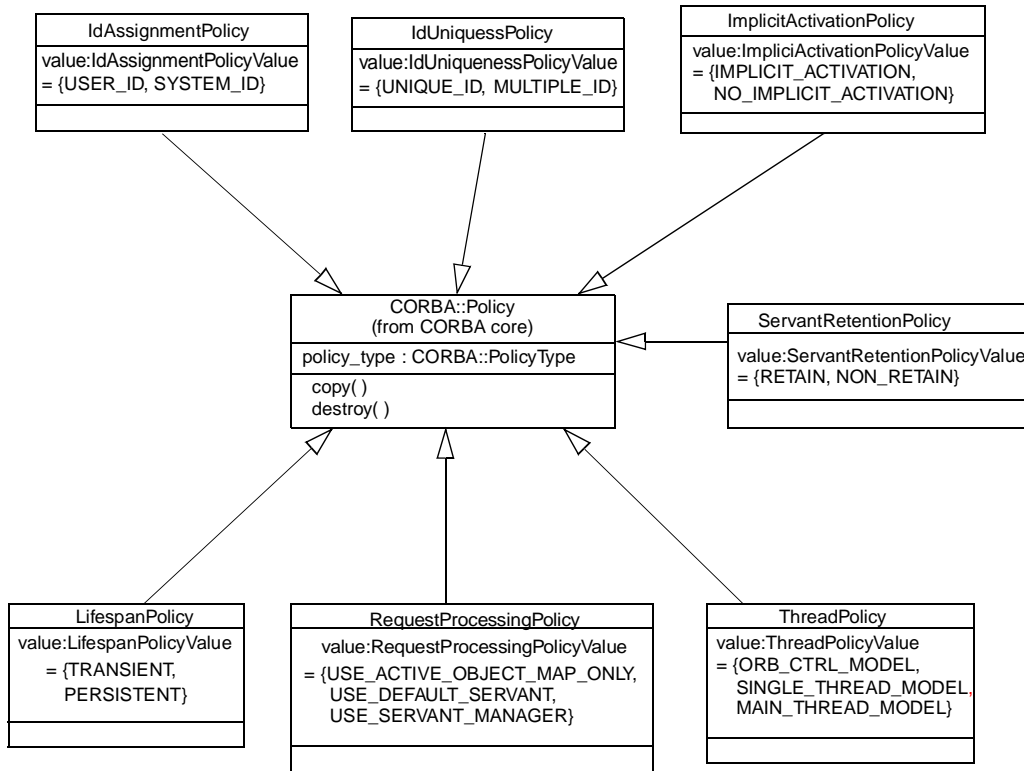 IdAssignmentPolicy
value:IdAssignmentPolicyValue
= {USER_ID, SYSTEM_ID}
IdUniquessPolicy
value:IdUniquenessPolicyValue
= {UNIQUE_ID, MULTIPLE_ID}
ImplicitActivationPolicy
value:ImpliciActivationPolicyValue
= {IMPLICIT_ACTIVATION,
NO_IMPLICIT_ACTIVATION}
CORBA::Policy
(from CORBA core)
policy_type : CORBA::PolicyType
copy( )
destroy( )
ServantRetentionPolicy
value:ServantRetentionPolicyValue
= {RETAIN, NON_RETAIN}
LifespanPolicy
value:LifespanPolicyValue
= {TRANSIENT,
PERSISTENT}
RequestProcessingPolicy
value:RequestProcessingPolicyValue
= {USE_ACTIVE_OBJECT_MAP_ONLY,
USE_DEFAULT_SERVANT,
USE_SERVANT_MANAGER}
ThreadPolicy
value:ThreadPolicyValue
= {ORB_CTRL_MODEL,
SINGLE_THREAD_MODEL,
MAIN_THREAD_MODEL}